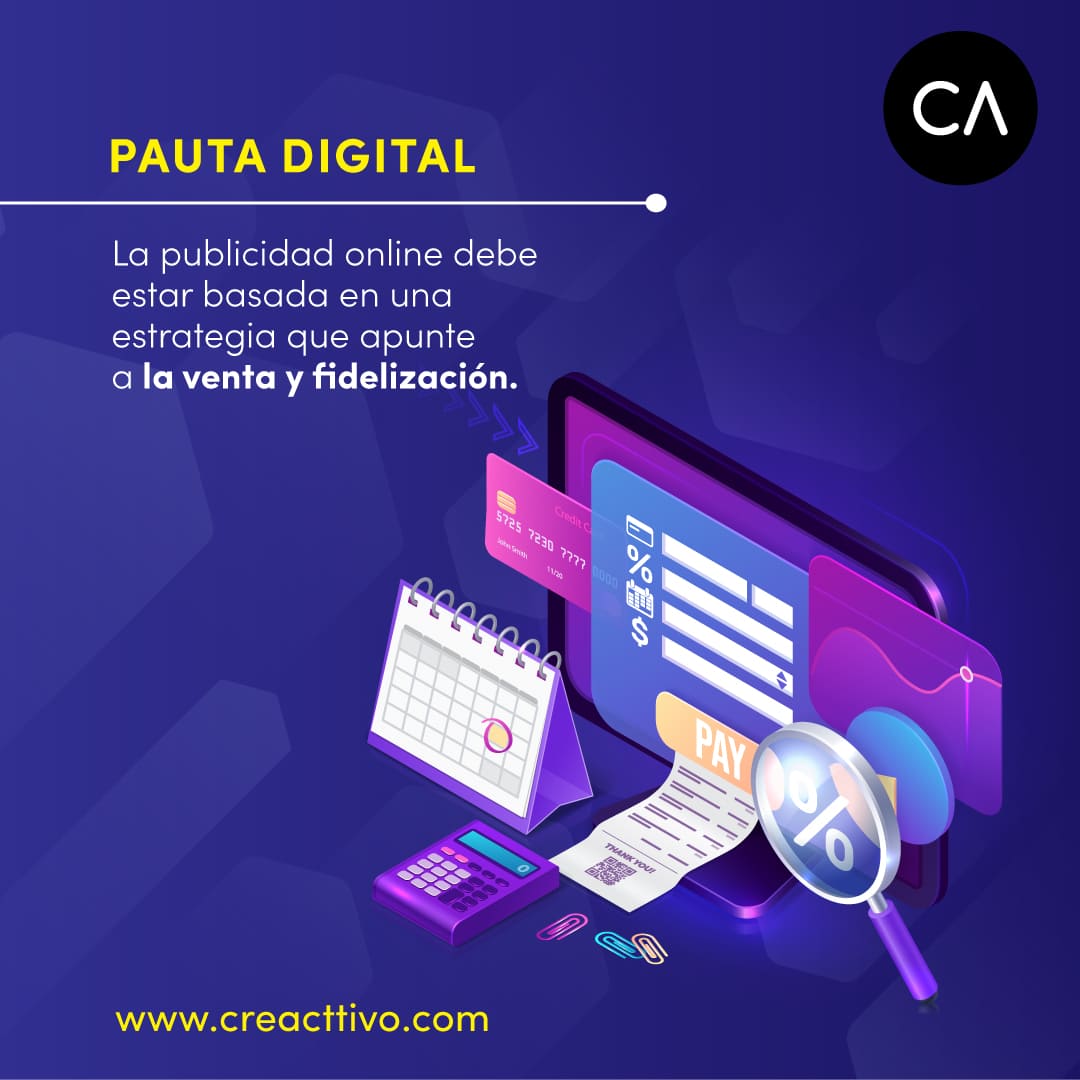 CA
PAUTA DIGITAL
La publicidad online debe
estar basada en una
estrategia que apunte
a la venta y fidelización.
Credit
5725 7230 7777 0000
John Smith
11/20
%
$
PAY
%
THANK YOU!
0
www.creacttivo.com